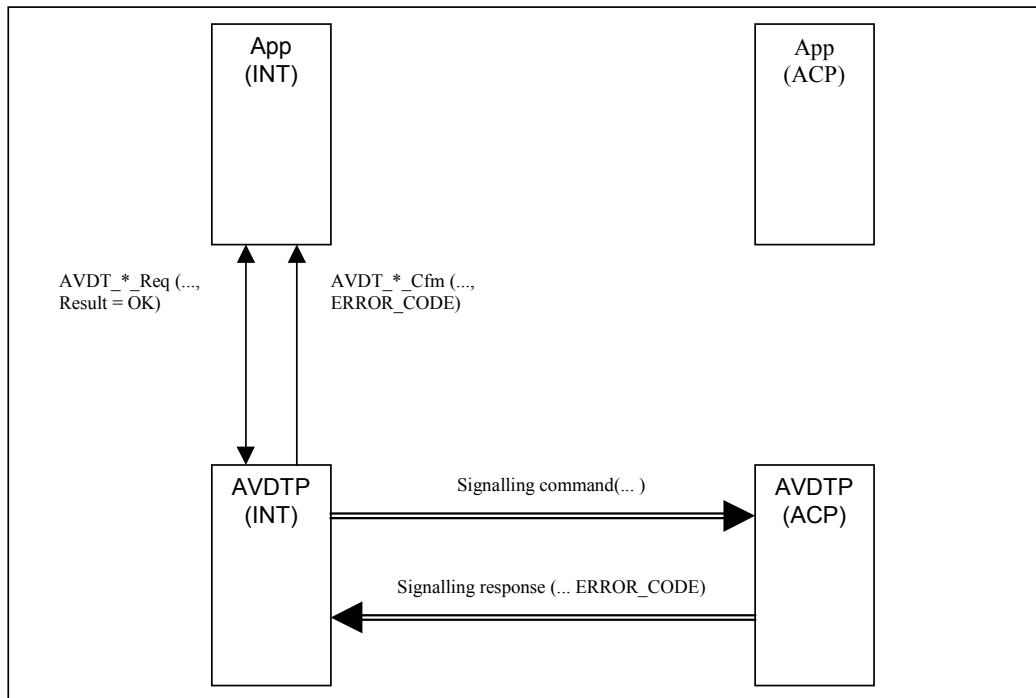 App
(INT)
App
(ACP)
AVDT_*_Req (...,
Result = OK)
AVDT_*_Cfm (...,
ERROR_CODE)
AVDTP
(INT)
Signalling command(... )
AVDTP
(ACP)
Signalling response (... ERROR_CODE)